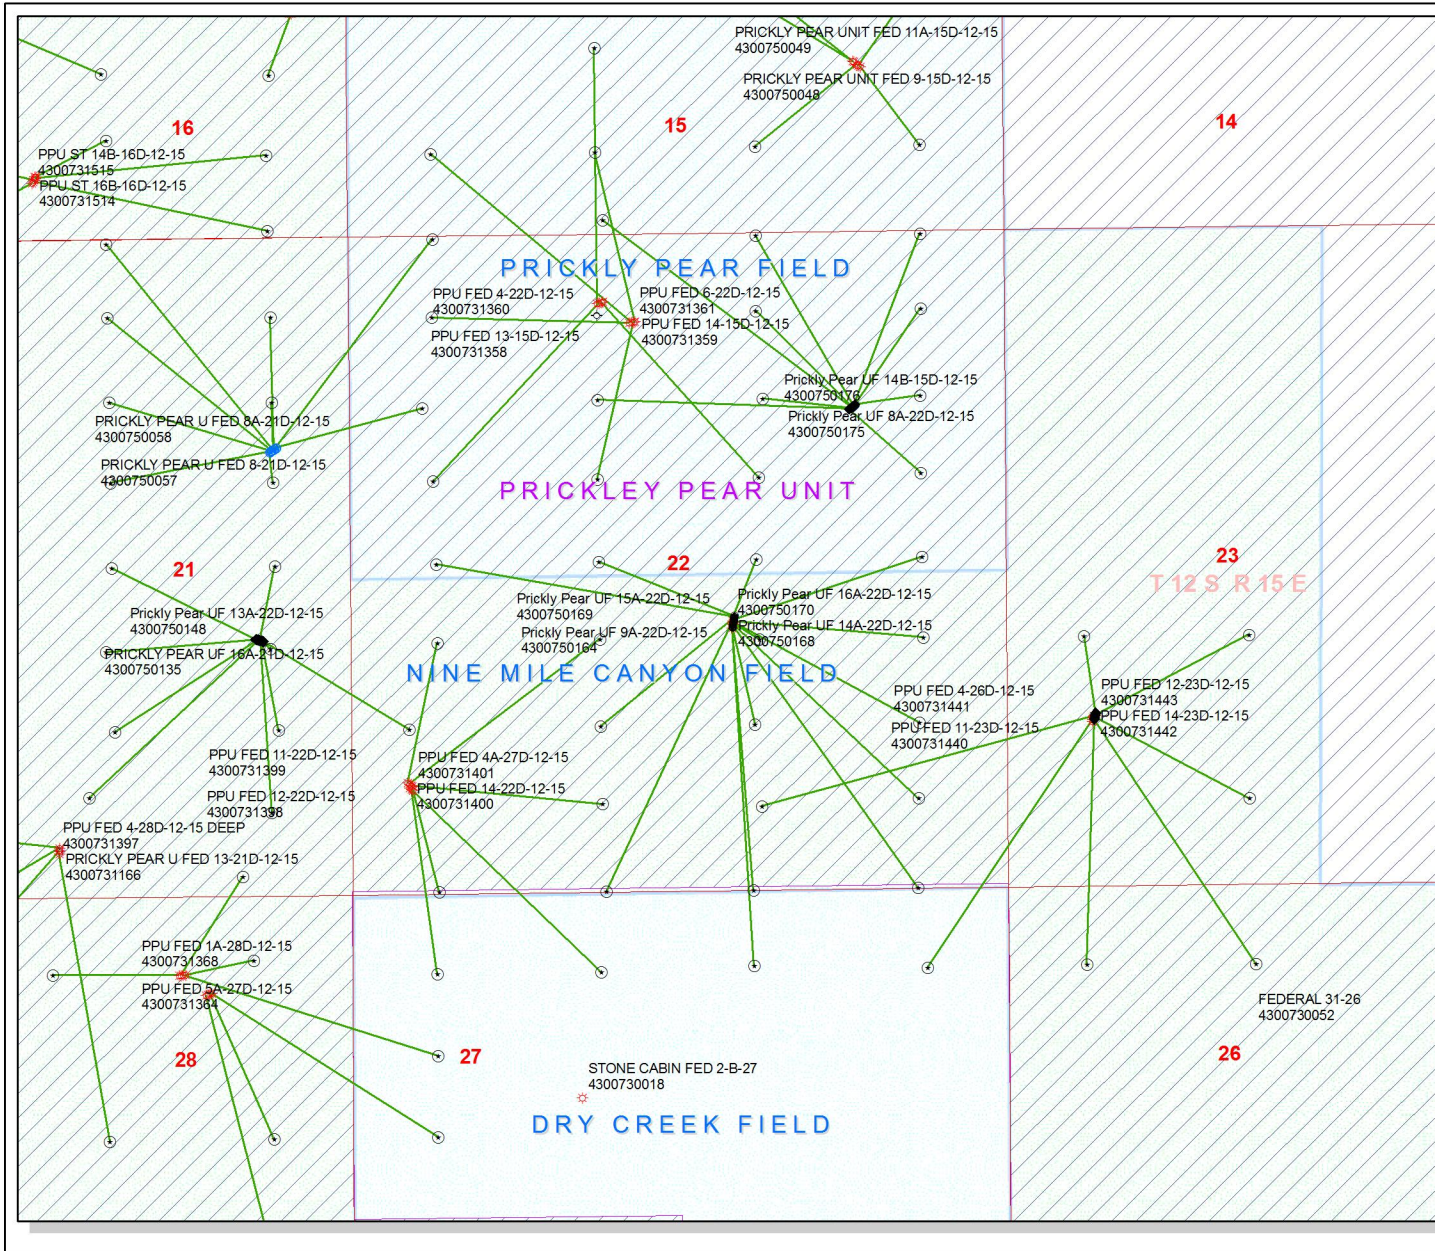 PRICKLY PEAR UNIT FED 11A-15D-12-15
4300750049
PRICKLY PEAR UNIT FED 9-15D-12-15
4300750048
16
15
14
PPU ST 14B-16D-12-15
4300731515
PPU ST 16B-16D-12-15
4300731514
PRICKLY PEAR FIELD
PPU FED 4-22D-12-15
4300731360
PPU FED 6-22D-12-15
4300731361
PPU FED 14-15D-12-15
4300731359
PPU FED 13-15D-12-15
4300731358
Prickly Pear UF 14B-15D-12-15
4300750176
Prickly Pear UF 8A-22D-12-15
4300750175
PRICKLY PEAR U FED 8A-21D-12-15
4300750058
PRICKLY PEAR U FED 8-21D-12-15
4300750057
PRICKLEY PEAR UNIT
21
22
23
T 12 S R 15 E
Prickly Pear UF 13A-22D-12-15
4300750148
PRICKLY PEAR UF 16A-21D-12-15
4300750135
Prickly Pear UF 15A-22D-12-15
4300750169
Prickly Pear UF 16A-22D-12-15
4300750170
Prickly Pear UF 9A-22D-12-15
4300750164
Prickly Pear UF 14A-22D-12-15
4300750168
NINE MILE CANYON FIELD
PPU FED 4-26D-12-15
4300731441
PPU FED 11-23D-12-15
4300731440
PPU FED 12-23D-12-15
4300731443
PPU FED 14-23D-12-15
4300731442
PPU FED 11-22D-12-15
4300731399
PPU FED 12-22D-12-15
4300731398
PPU FED 4A-27D-12-15
4300731401
PPU FED 14-22D-12-15
4300731400
PPU FED 4-28D-12-15 DEEP
4300731397
PRICKLY PEAR U FED 13-21D-12-15
4300731166
PPU FED 1A-28D-12-15
4300731368
PPU FED 5A-27D-12-15
4300731364
FEDERAL 31-26
4300730052
28
27
26
STONE CABIN FED 2-B-27
4300730018
DRY CREEK FIELD